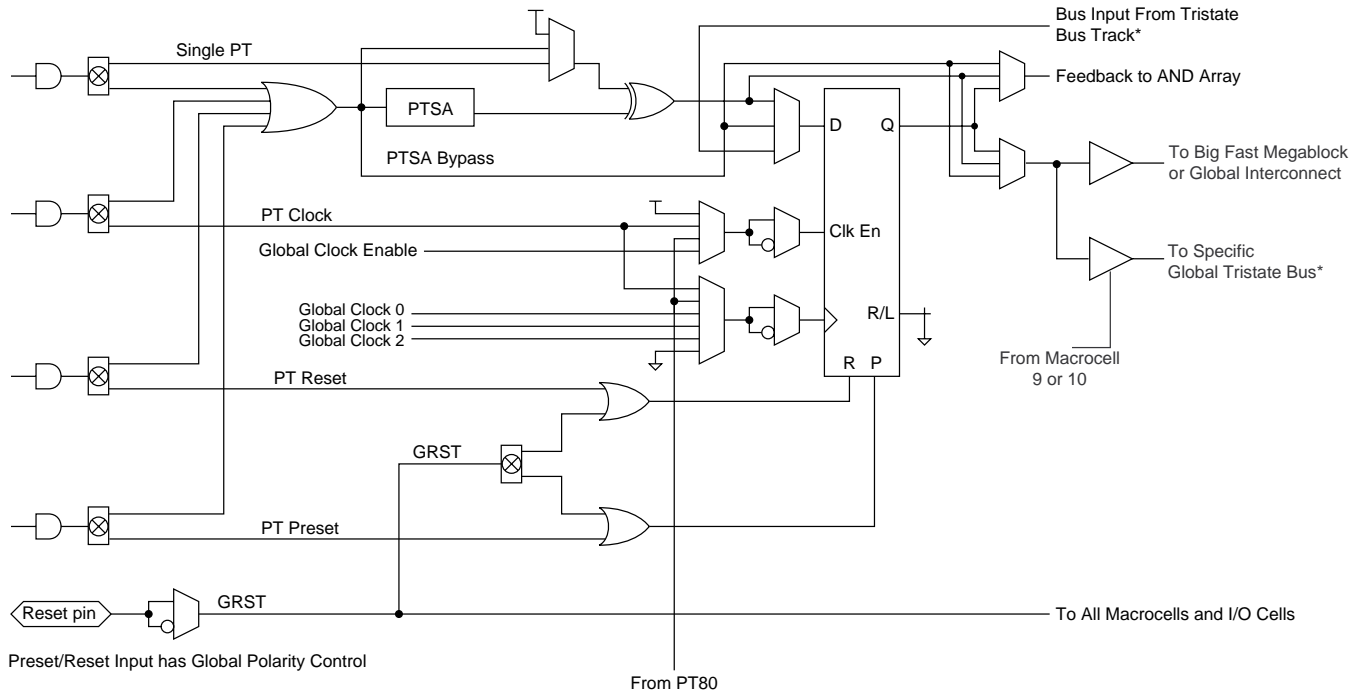 Bus Input From Tristate
Bus Track*
Single PT
Feedback to AND Array
PTSA
D
Q
PTSA Bypass
To Big Fast Megablock
or Global Interconnect
PT Clock
Clk En
Global Clock Enable
To Specific
Global Tristate Bus*
Global Clock 0
Global Clock 1
Global Clock 2
R/L
From Macrocell
9 or 10
R
P
PT Reset
GRST
PT Preset
Reset pin
GRST
To All Macrocells and I/O Cells
Preset/Reset Input has Global Polarity Control
From PT80